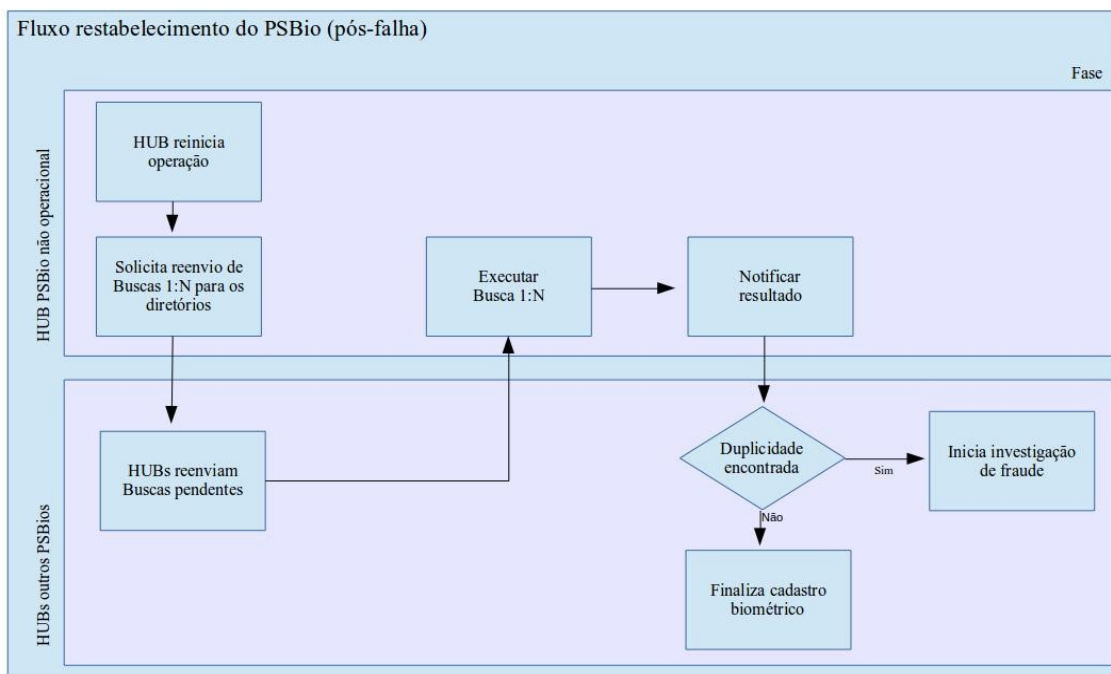 Fluxo restabelecimento do PSBio (pós-falha)
Fase
HUB PSBio não operacional
HUB reinicia
operação
Solicita reenvio de
Buscas 1:N para os
diretórios
Executar
Busca 1:N
Notificar
resultado
HUBs outros PSBios
HUBs reenviam
Buscas pendentes
Duplicidade
encontrada
Sim
Inicia investigação
de fraude
Não
Finaliza cadastro
biométrico